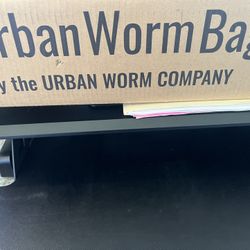 rban Worm Bag
y the URBAN WORM COMPANY